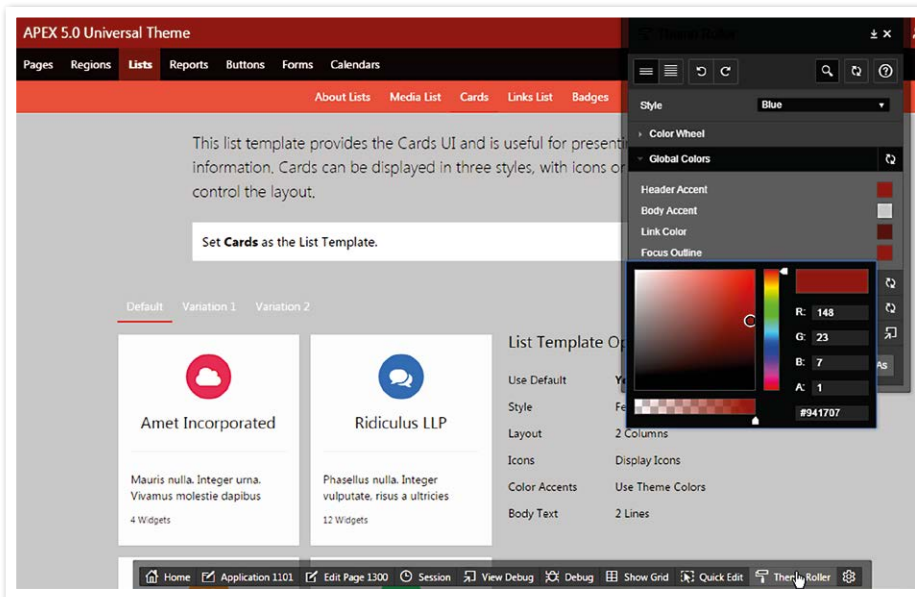 APEX 5.0 Universal Theme
Theme Roller
Pages Regions Lists Reports Buttons Forms Calendars
About Lists Media List Cards Links List Badges
Style Blue
Color Wheel
Global Colors
Header Accent
Body Accent
Link Color
Focus Outline
This list template provides the Cards UI and is useful for presenti
information. Cards can be displayed in three styles, with icons or
control the layout.
Set Cards as the List Template.
R: 148
G: 23
B: 7
A: 1
#941707
As
Default Variation 1 Variation 2
Amet Incorporated
Mauris nulla. Integer urna.
Vivamus molestie dapibus
4 Widgets
Ridiculus LLP
Phasellus nulla. Integer
vulputate, risus a ultricies
12 Widgets
List Template Op
Use Default Ye
Style Fe
Layout 2 Columns
Icons Display Icons
Color Accents Use Theme Colors
Body Text 2 Lines
Home Application 1101 Edit Page 1300 Session View Debug Debug Show Grid Quick Edit Theme Roller